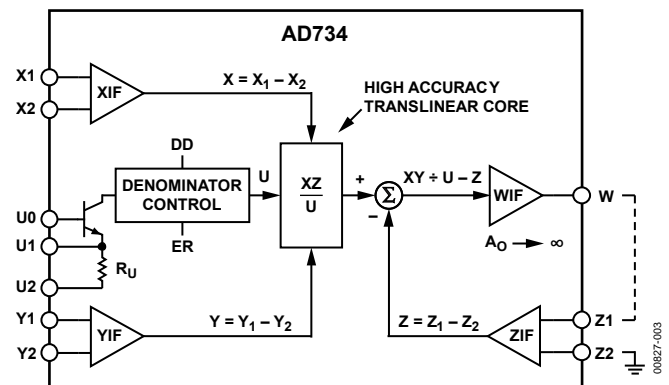 AD734
X1
X2
XIF
X = X1 – X2
HIGH ACCURACY
TRANSLINEAR CORE
DD
DENOMINATOR
CONTROL
U
XZ
U
+
Σ
–
XY ÷ U – Z
WIF
W
AO → ∞
U0
U1
ER
RU
U2
Y1
Y2
YIF
Y = Y1 – Y2
Z = Z1 – Z2
ZIF
Z1
Z2
00827-003